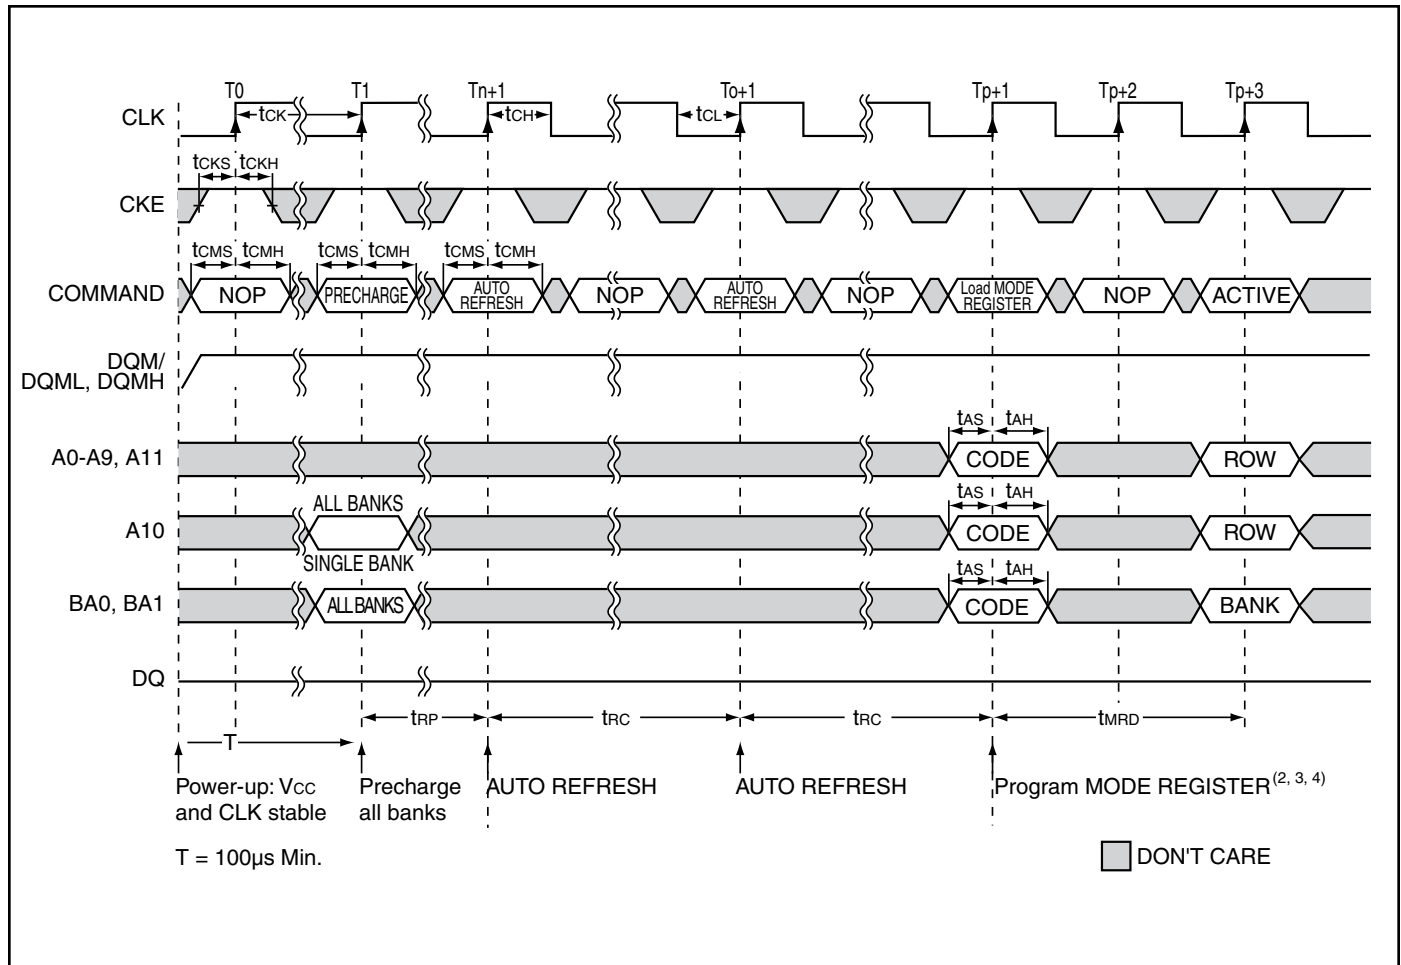 T0 T1 Tn+1 To+1 Tp+1 Tp+2 Tp+3
CLK tCK tCH tCL
tCKS tCKH
CKE
tCMS tCMH tCMS tCMH tCMS tCMH
COMMAND NOP PRECHARGE AUTO REFRESH NOP AUTO REFRESH NOP Load MODE REGISTER NOP ACTIVE
DQM/
DQML, DQMH
tAS tAH
A0-A9, A11 CODE ROW
ALL BANKS tAS tAH
A10 CODE ROW
SINGLE BANK tAS tAH
BA0, BA1 ALL BANKS CODE BANK
DQ
tRP tRC tRC tMRD
T
Power-up: VCC Precharge AUTO REFRESH AUTO REFRESH Program MODE REGISTER(2, 3, 4)
and CLK stable all banks
T = 100µs Min. DON'T CARE